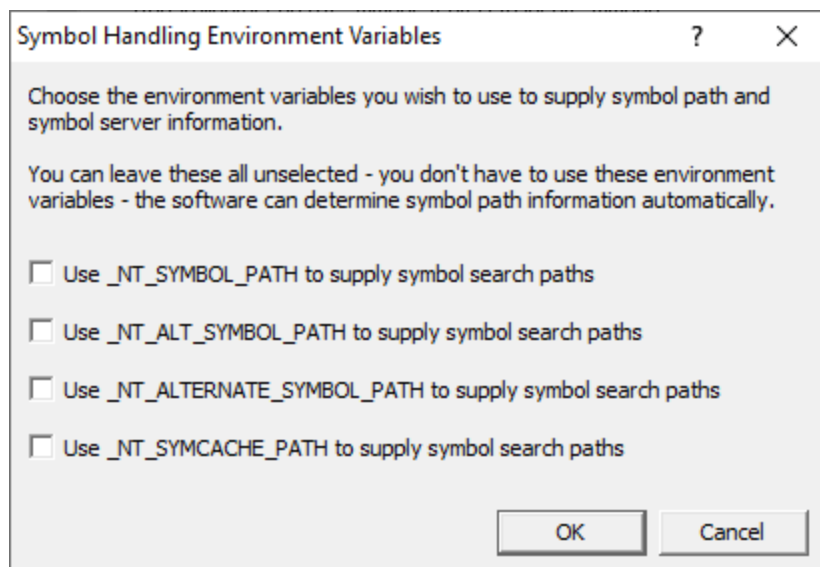 Symbol Handling Environment Variables
Choose the environment variables you wish to use to supply symbol path and
symbol server information.
You can leave these all unselected - you don't have to use these environment
variables - the software can determine symbol path information automatically.
Use _NT_SYMBOL_PATH to supply symbol search paths
Use _NT_ALT_SYMBOL_PATH to supply symbol search paths
Use _NT_ALTERNATE_SYMBOL_PATH to supply symbol search paths
Use _NT_SYMCACHE_PATH to supply symbol search paths
OK Cancel